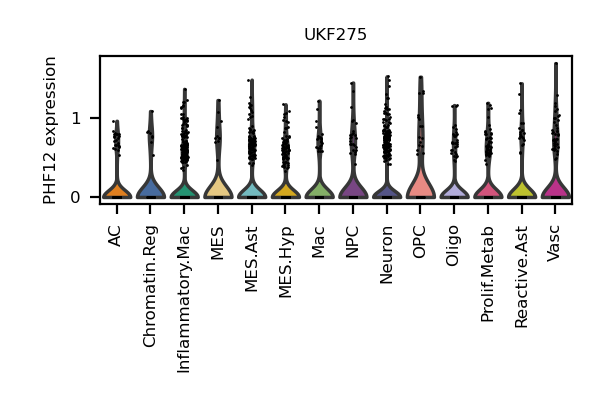 UKF275
PHF12 expression
1
0
AC
Chromatin.Reg
Inflammatory.Mac
MES
MES.Ast
MES.Hyp
Mac
NPC
Neuron
OPC
Oligo
Prolif.Metab
Reactive.Ast
Vasc